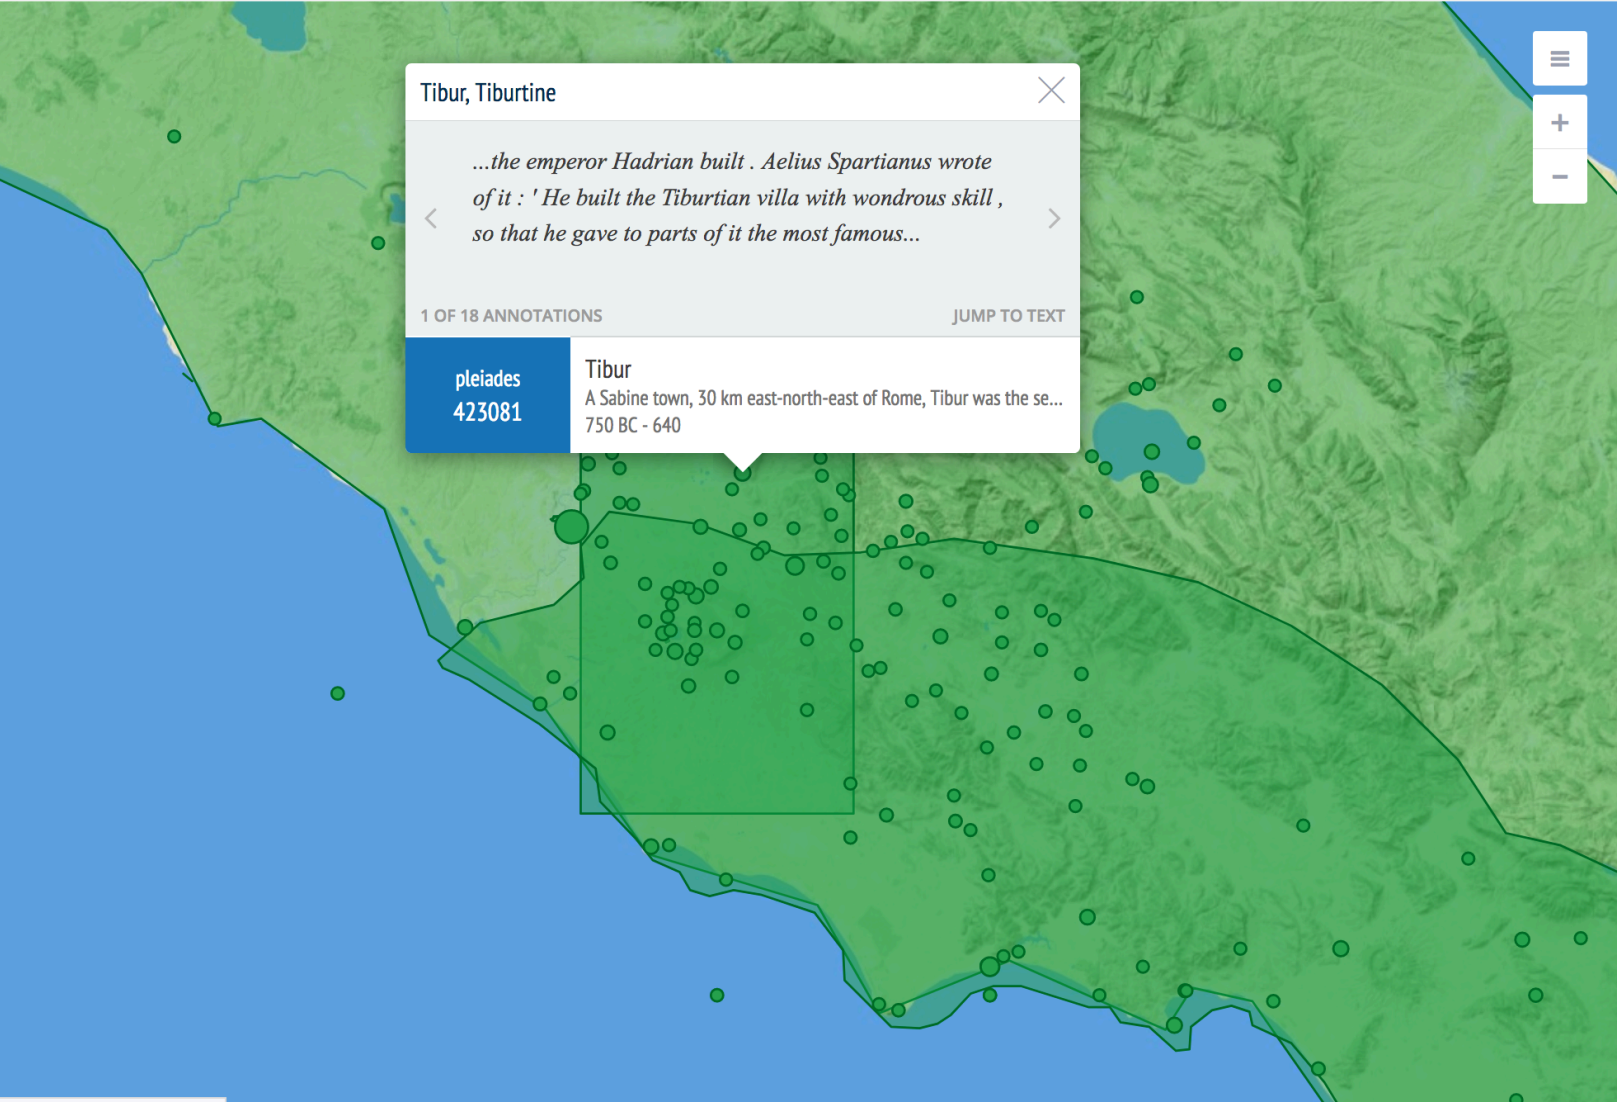 Tibur, Tiburtine
...the emperor Hadrian built . Aelius Spartianus wrote
of it : ' He built the Tiburtian villa with wondrous skill ,
so that he gave to parts of it the most famous...
1 OF 18 ANNOTATIONS
JUMP TO TEXT
pleiades
423081
Tibur
A Sabine town, 30 km east-north-east of Rome, Tibur was the se...
750 BC - 640